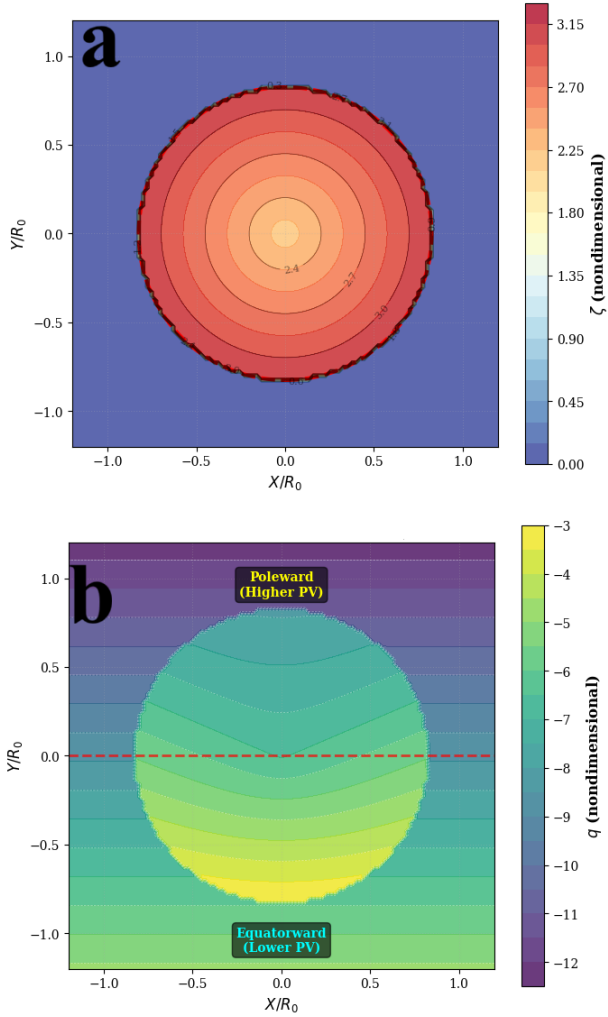 a
1.0
0.5
0.0
−0.5
−1.0
Y/R₀
2.4
2.7
3.0
−1.0 −0.5 0.0 0.5 1.0
X/R₀
3.15
2.70
2.25
1.80
1.35
0.90
0.45
0.00
ζ (nondimensional)
b
Poleward
(Higher PV)
1.0
0.5
0.0
−0.5
−1.0
Y/R₀
Equatorward
(Lower PV)
−1.0 −0.5 0.0 0.5 1.0
X/R₀
−3
−4
−5
−6
−7
−8
−9
−10
−11
−12
q (nondimensional)